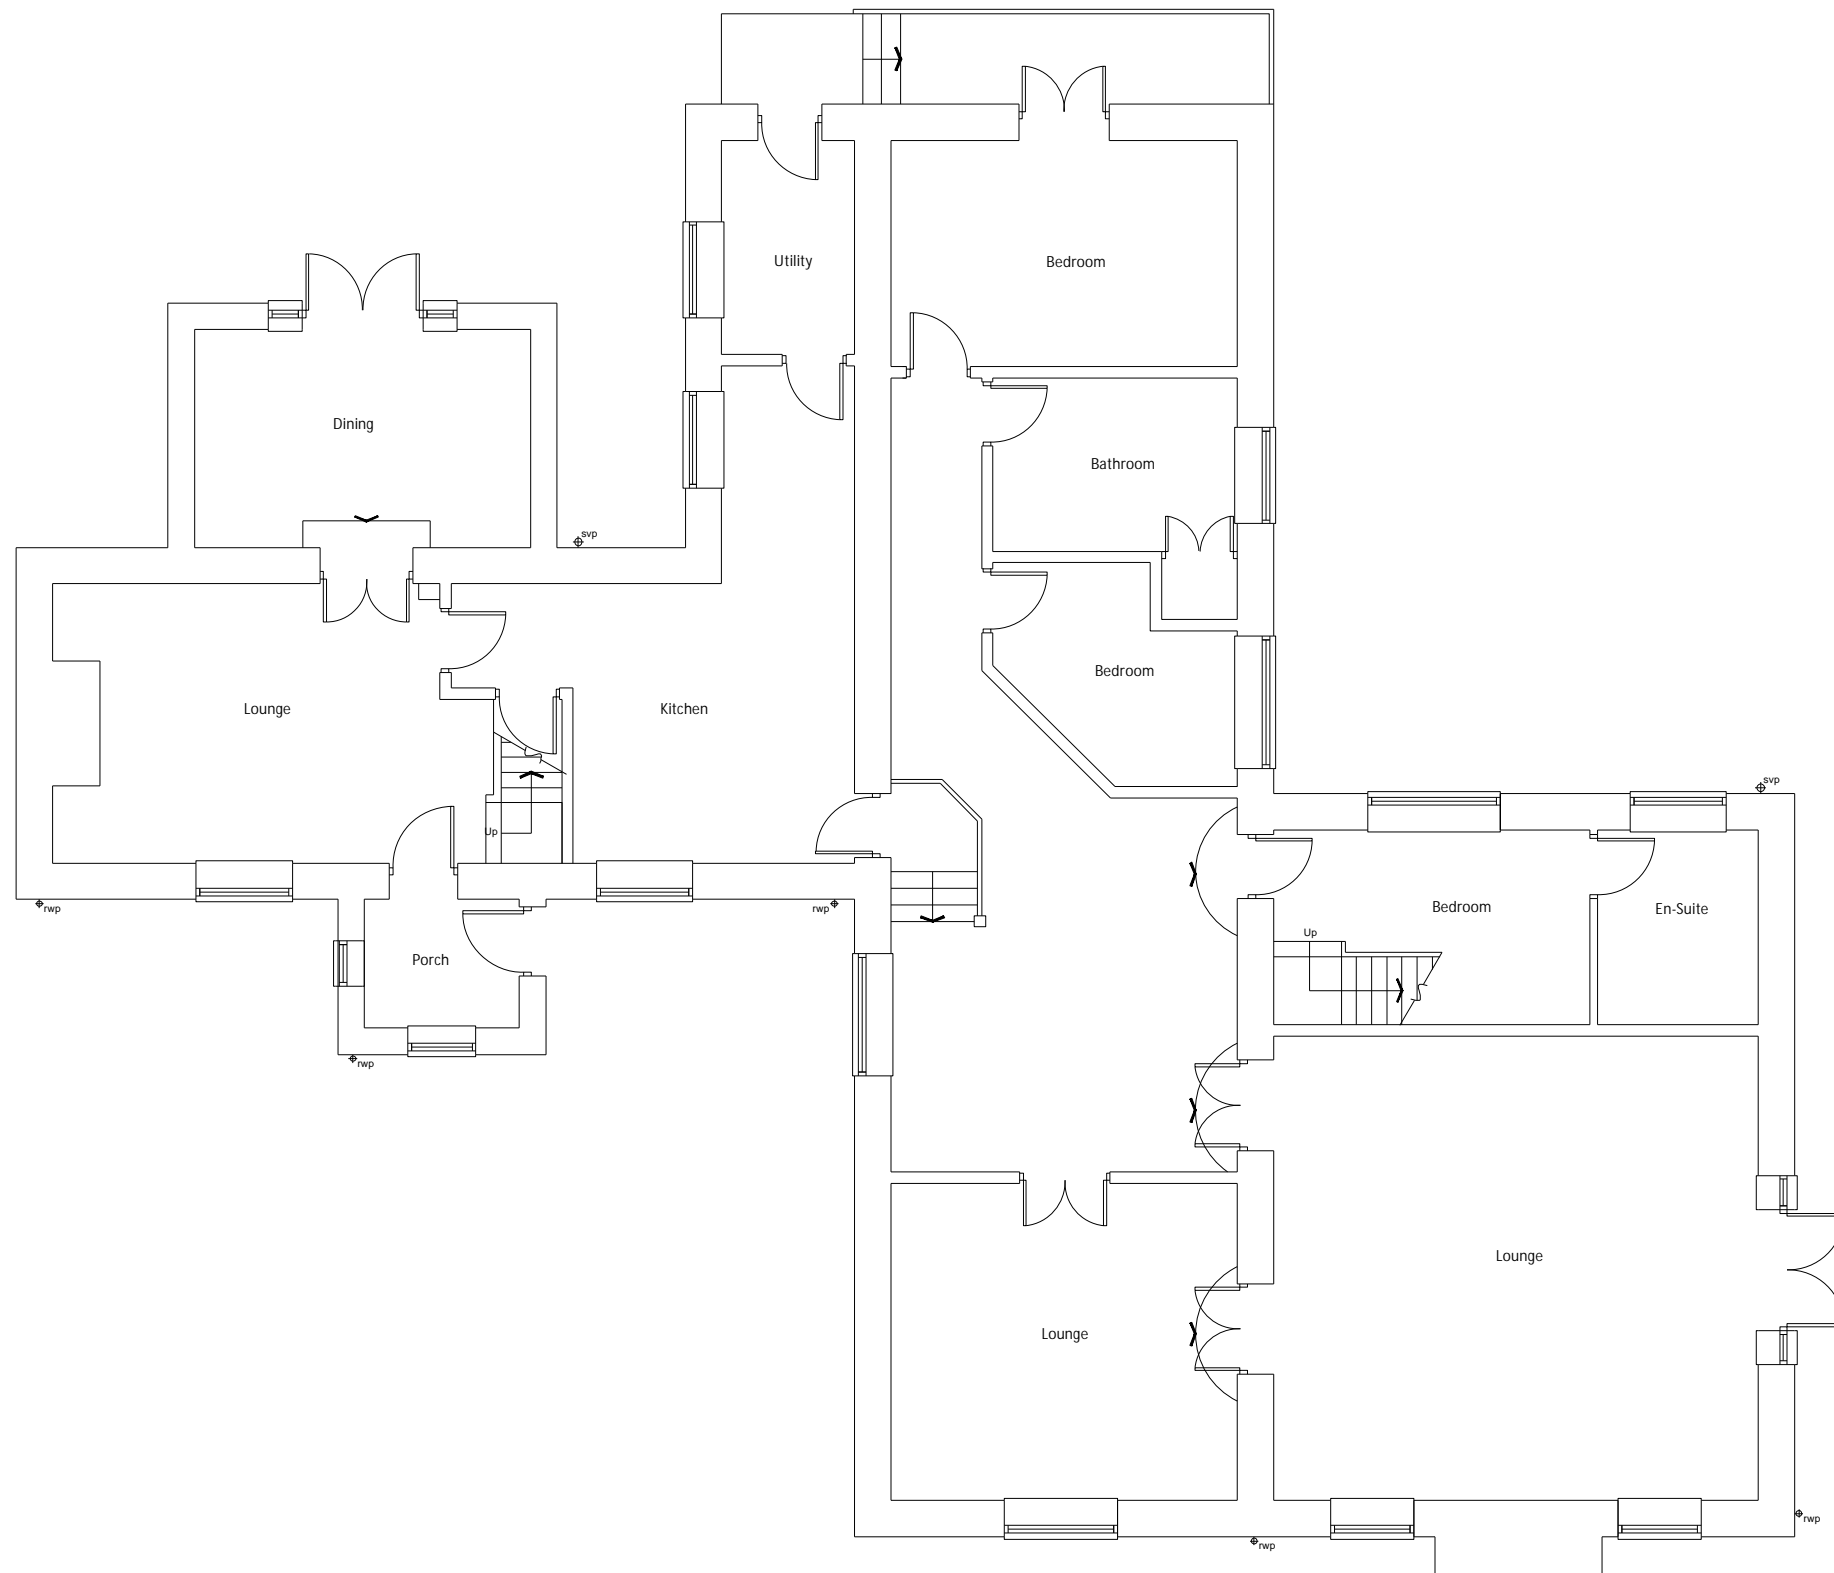 Utility
Bedroom
Dining
Bathroom
svp
Bedroom
Lounge
Kitchen
svp
Up
rwp
rwp
Bedroom
En-Suite
Up
Porch
rwp
Lounge
Lounge
rwp
rwp